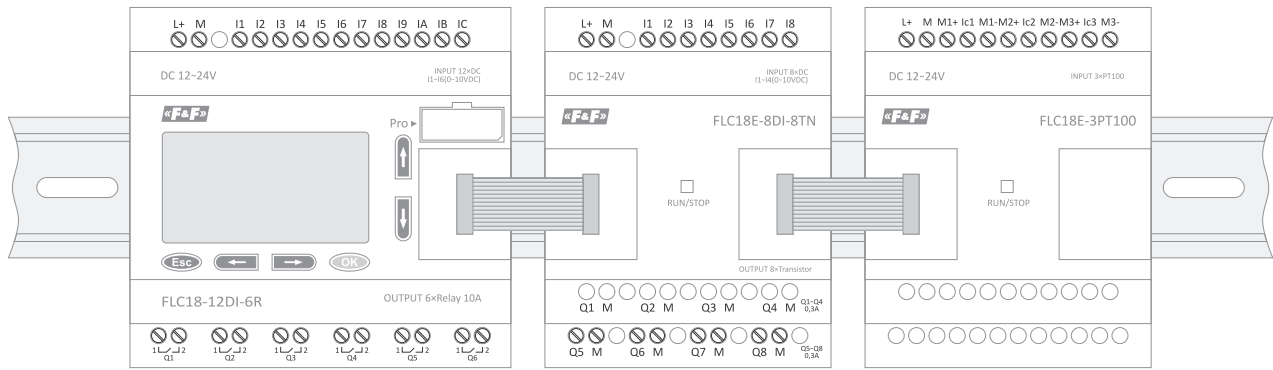 L+ M I1 I2 I3 I4 I5 I6 I7 I8 I9 IA IB IC
DC 12~24V
INPUT 12×DC
I1~I6(0~10VDC)
«F&F»
Pro ▸
Esc
OK
FLC18-12DI-6R
OUTPUT 6×Relay 10A
1 2 1 2 1 2 1 2 1 2 1 2
Q1 Q2 Q3 Q4 Q5 Q6
L+ M I1 I2 I3 I4 I5 I6 I7 I8
DC 12~24V
INPUT 8×DC
I1~I4(0~10VDC)
«F&F»
FLC18E-8DI-8TN
RUN/STOP
OUTPUT 8×Transistor
Q1 M Q2 M Q3 M Q4 M
Q1~Q4
0,3A
Q5 M Q6 M Q7 M Q8 M
Q5~Q8
0,3A
L+ M M1+ Ic1 M1- M2+ Ic2 M2- M3+ Ic3 M3-
DC 12~24V
INPUT 3×PT100
«F&F»
FLC18E-3PT100
RUN/STOP